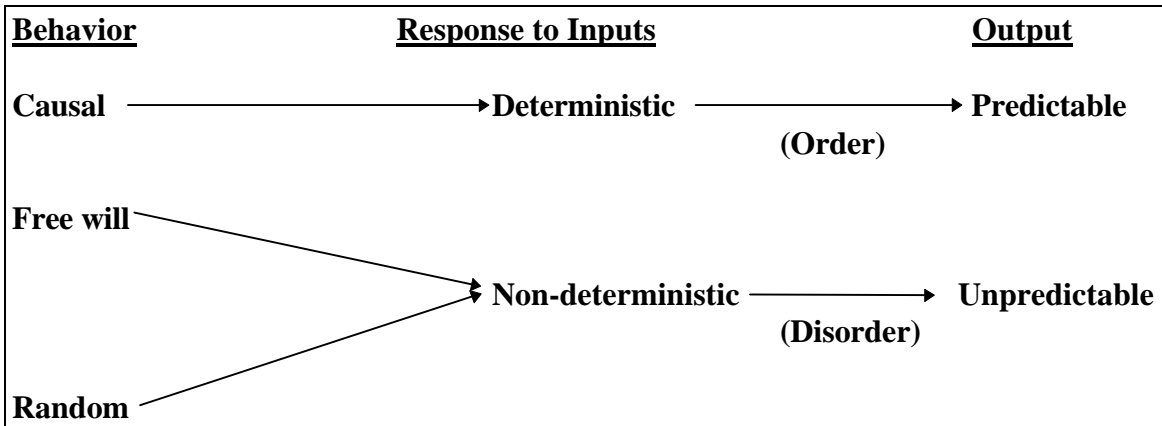 Behavior Response to Inputs Output
Causal Deterministic Predictable
(Order)
Free will
Non-deterministic Unpredictable
(Disorder)
Random